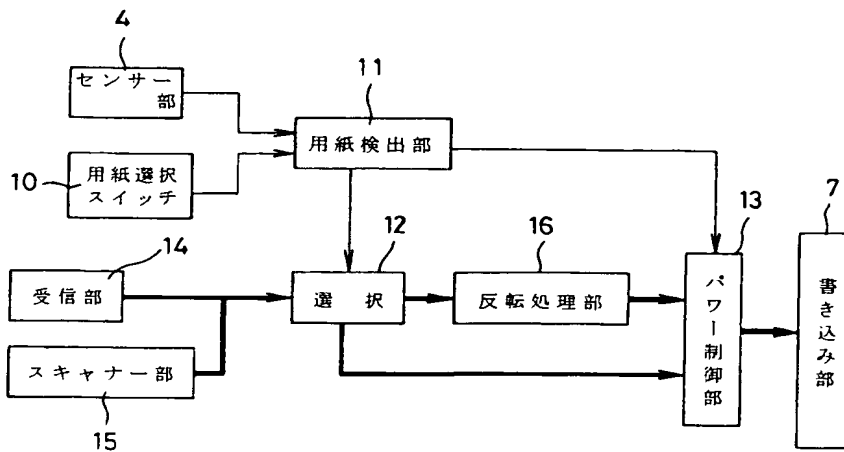 4
センサー
部
11
用紙検出部
10
用紙選択
スイッチ
14
受信部
12
選択
16
反転処理部
13
パワー制御部
7
書き込み部
スキャナー部
15